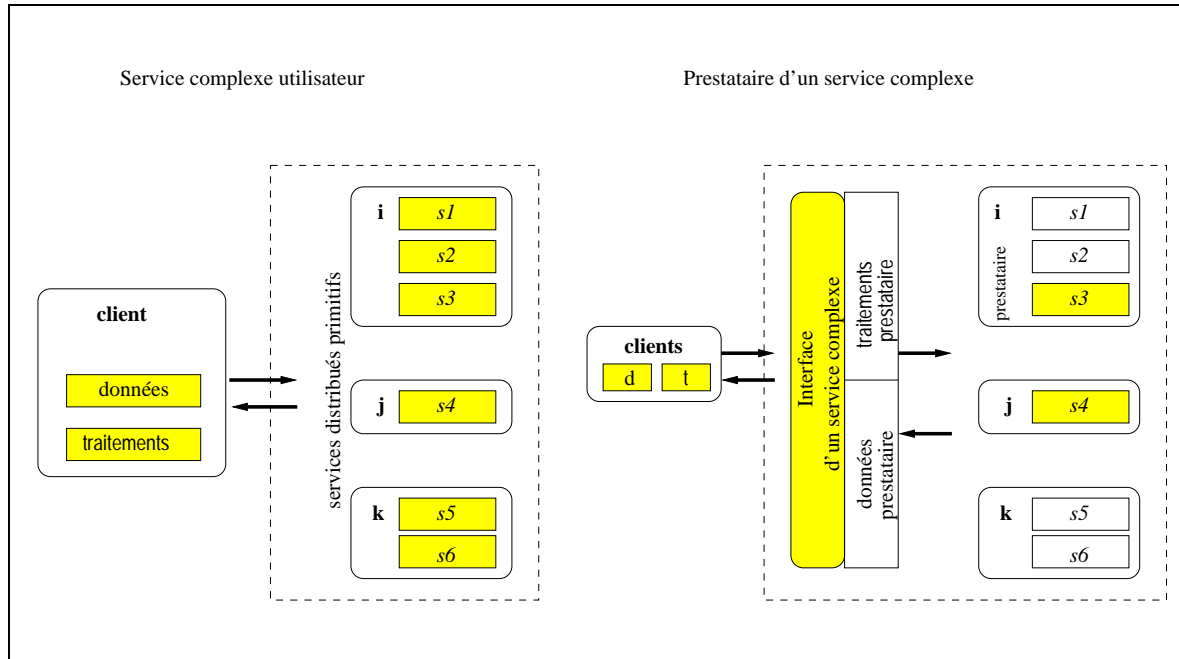 Service complexe utilisateur
Prestataire d'un service complexe
client
données
traitements
services distribués primitifs
i
s1
s2
s3
j
s4
k
s5
s6
clients
d
t
Interface
d'un service complexe
traitements
prestataire
données
prestataire
i
prestataire
s1
s2
s3
j
s4
k
s5
s6